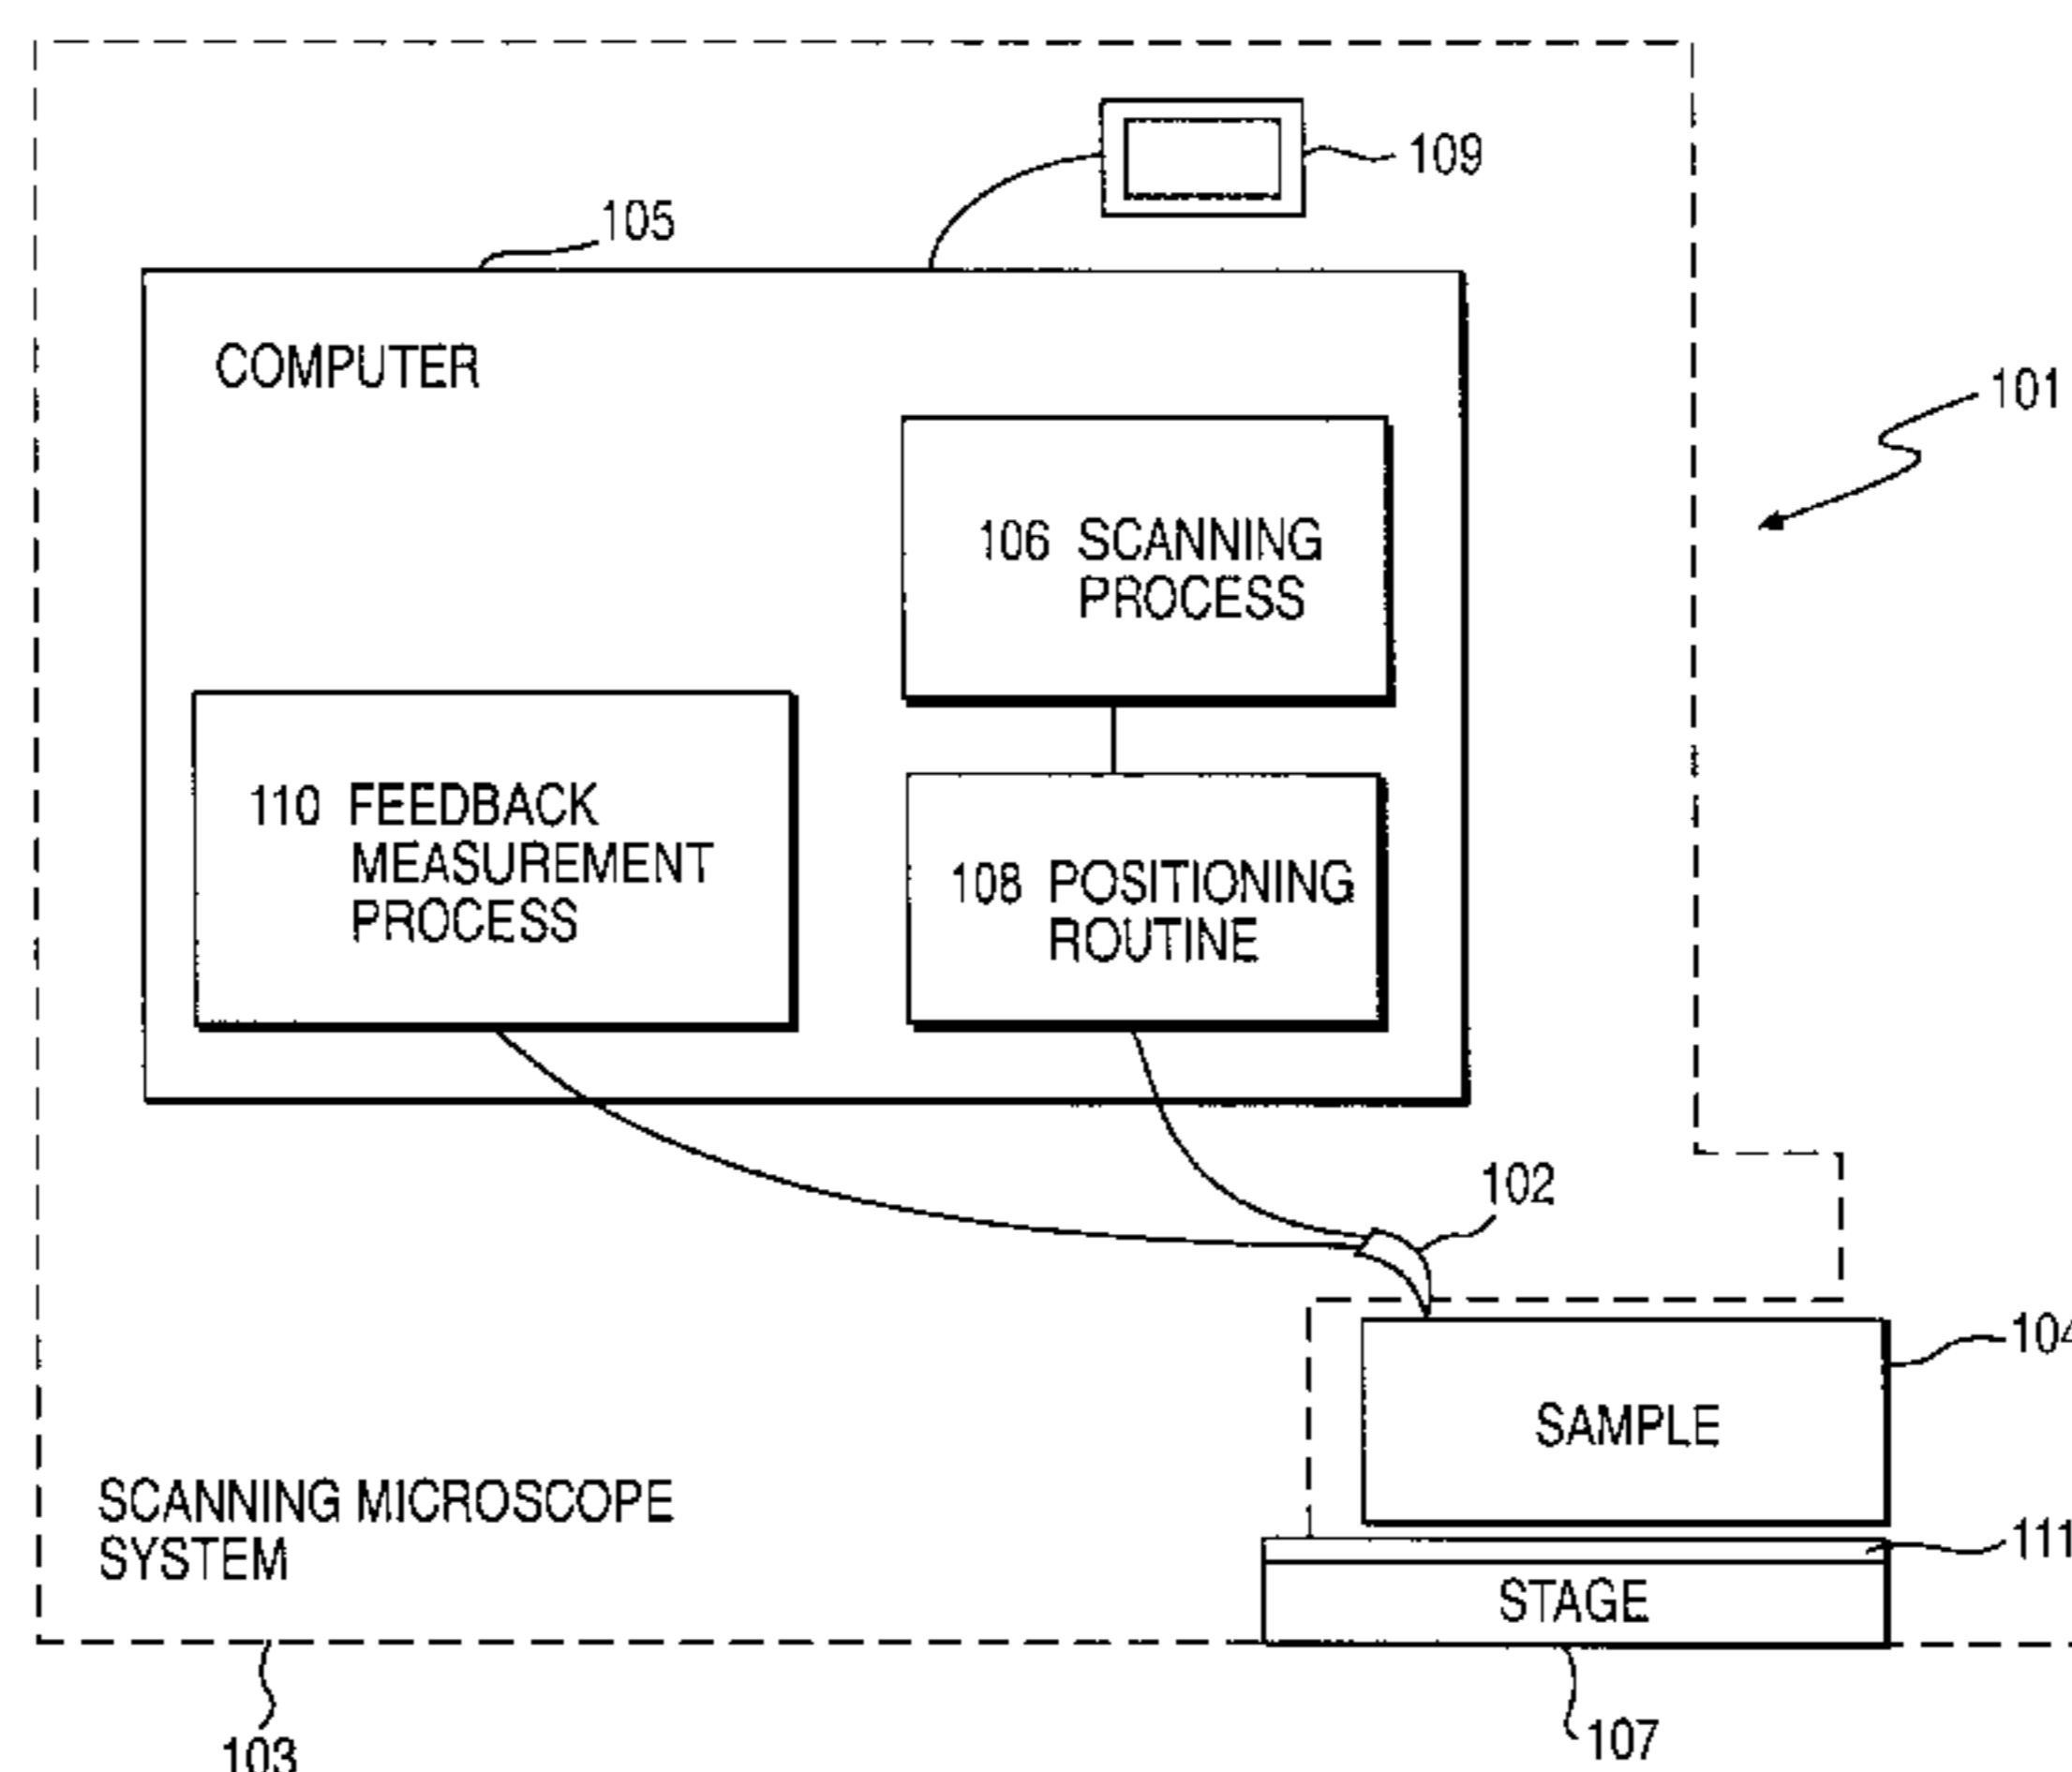 109
105
COMPUTER
101
106 SCANNING
PROCESS
110 FEEDBACK
MEASUREMENT
PROCESS
108 POSITIONING
ROUTINE
102
104
SAMPLE
SCANNING MICROSCOPE
SYSTEM
111
STAGE
103
107